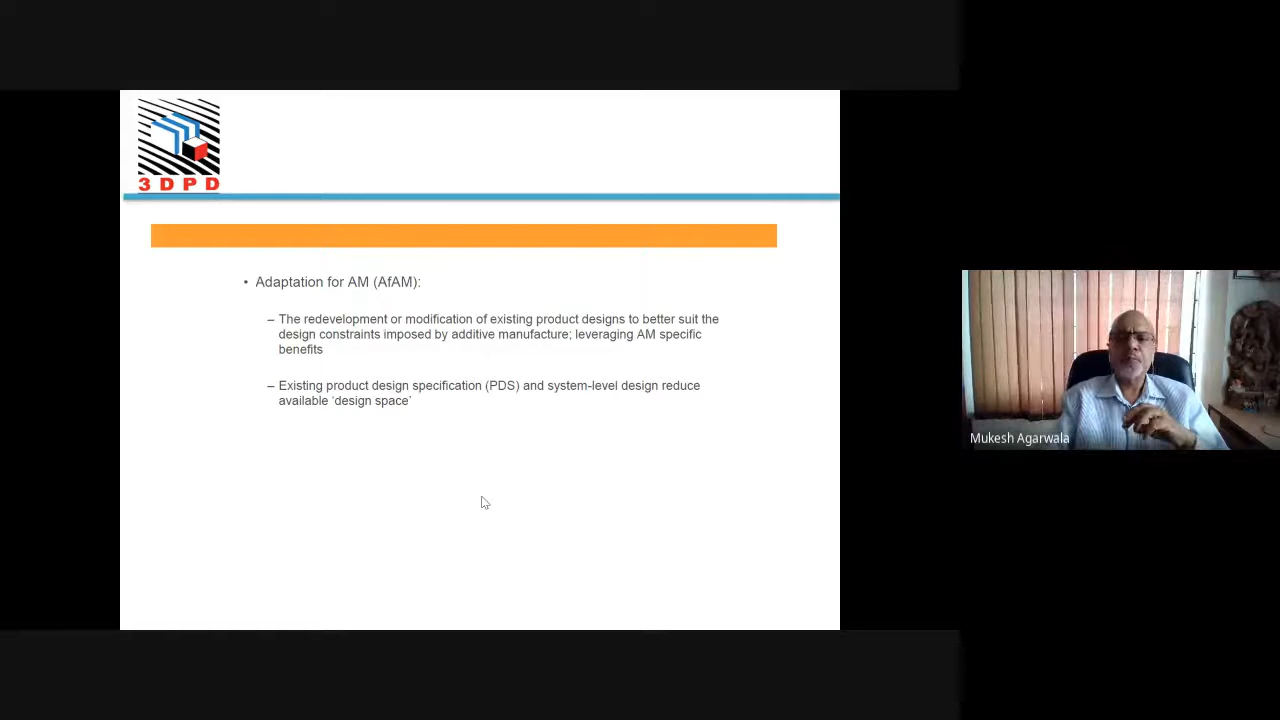 3DPD
• Adaptation for AM (AfAM):
– The redevelopment or modification of existing product designs to better suit the
design constraints imposed by additive manufacture; leveraging AM specific
benefits
– Existing product design specification (PDS) and system-level design reduce
available ‘design space’
Mukesh Agarwala